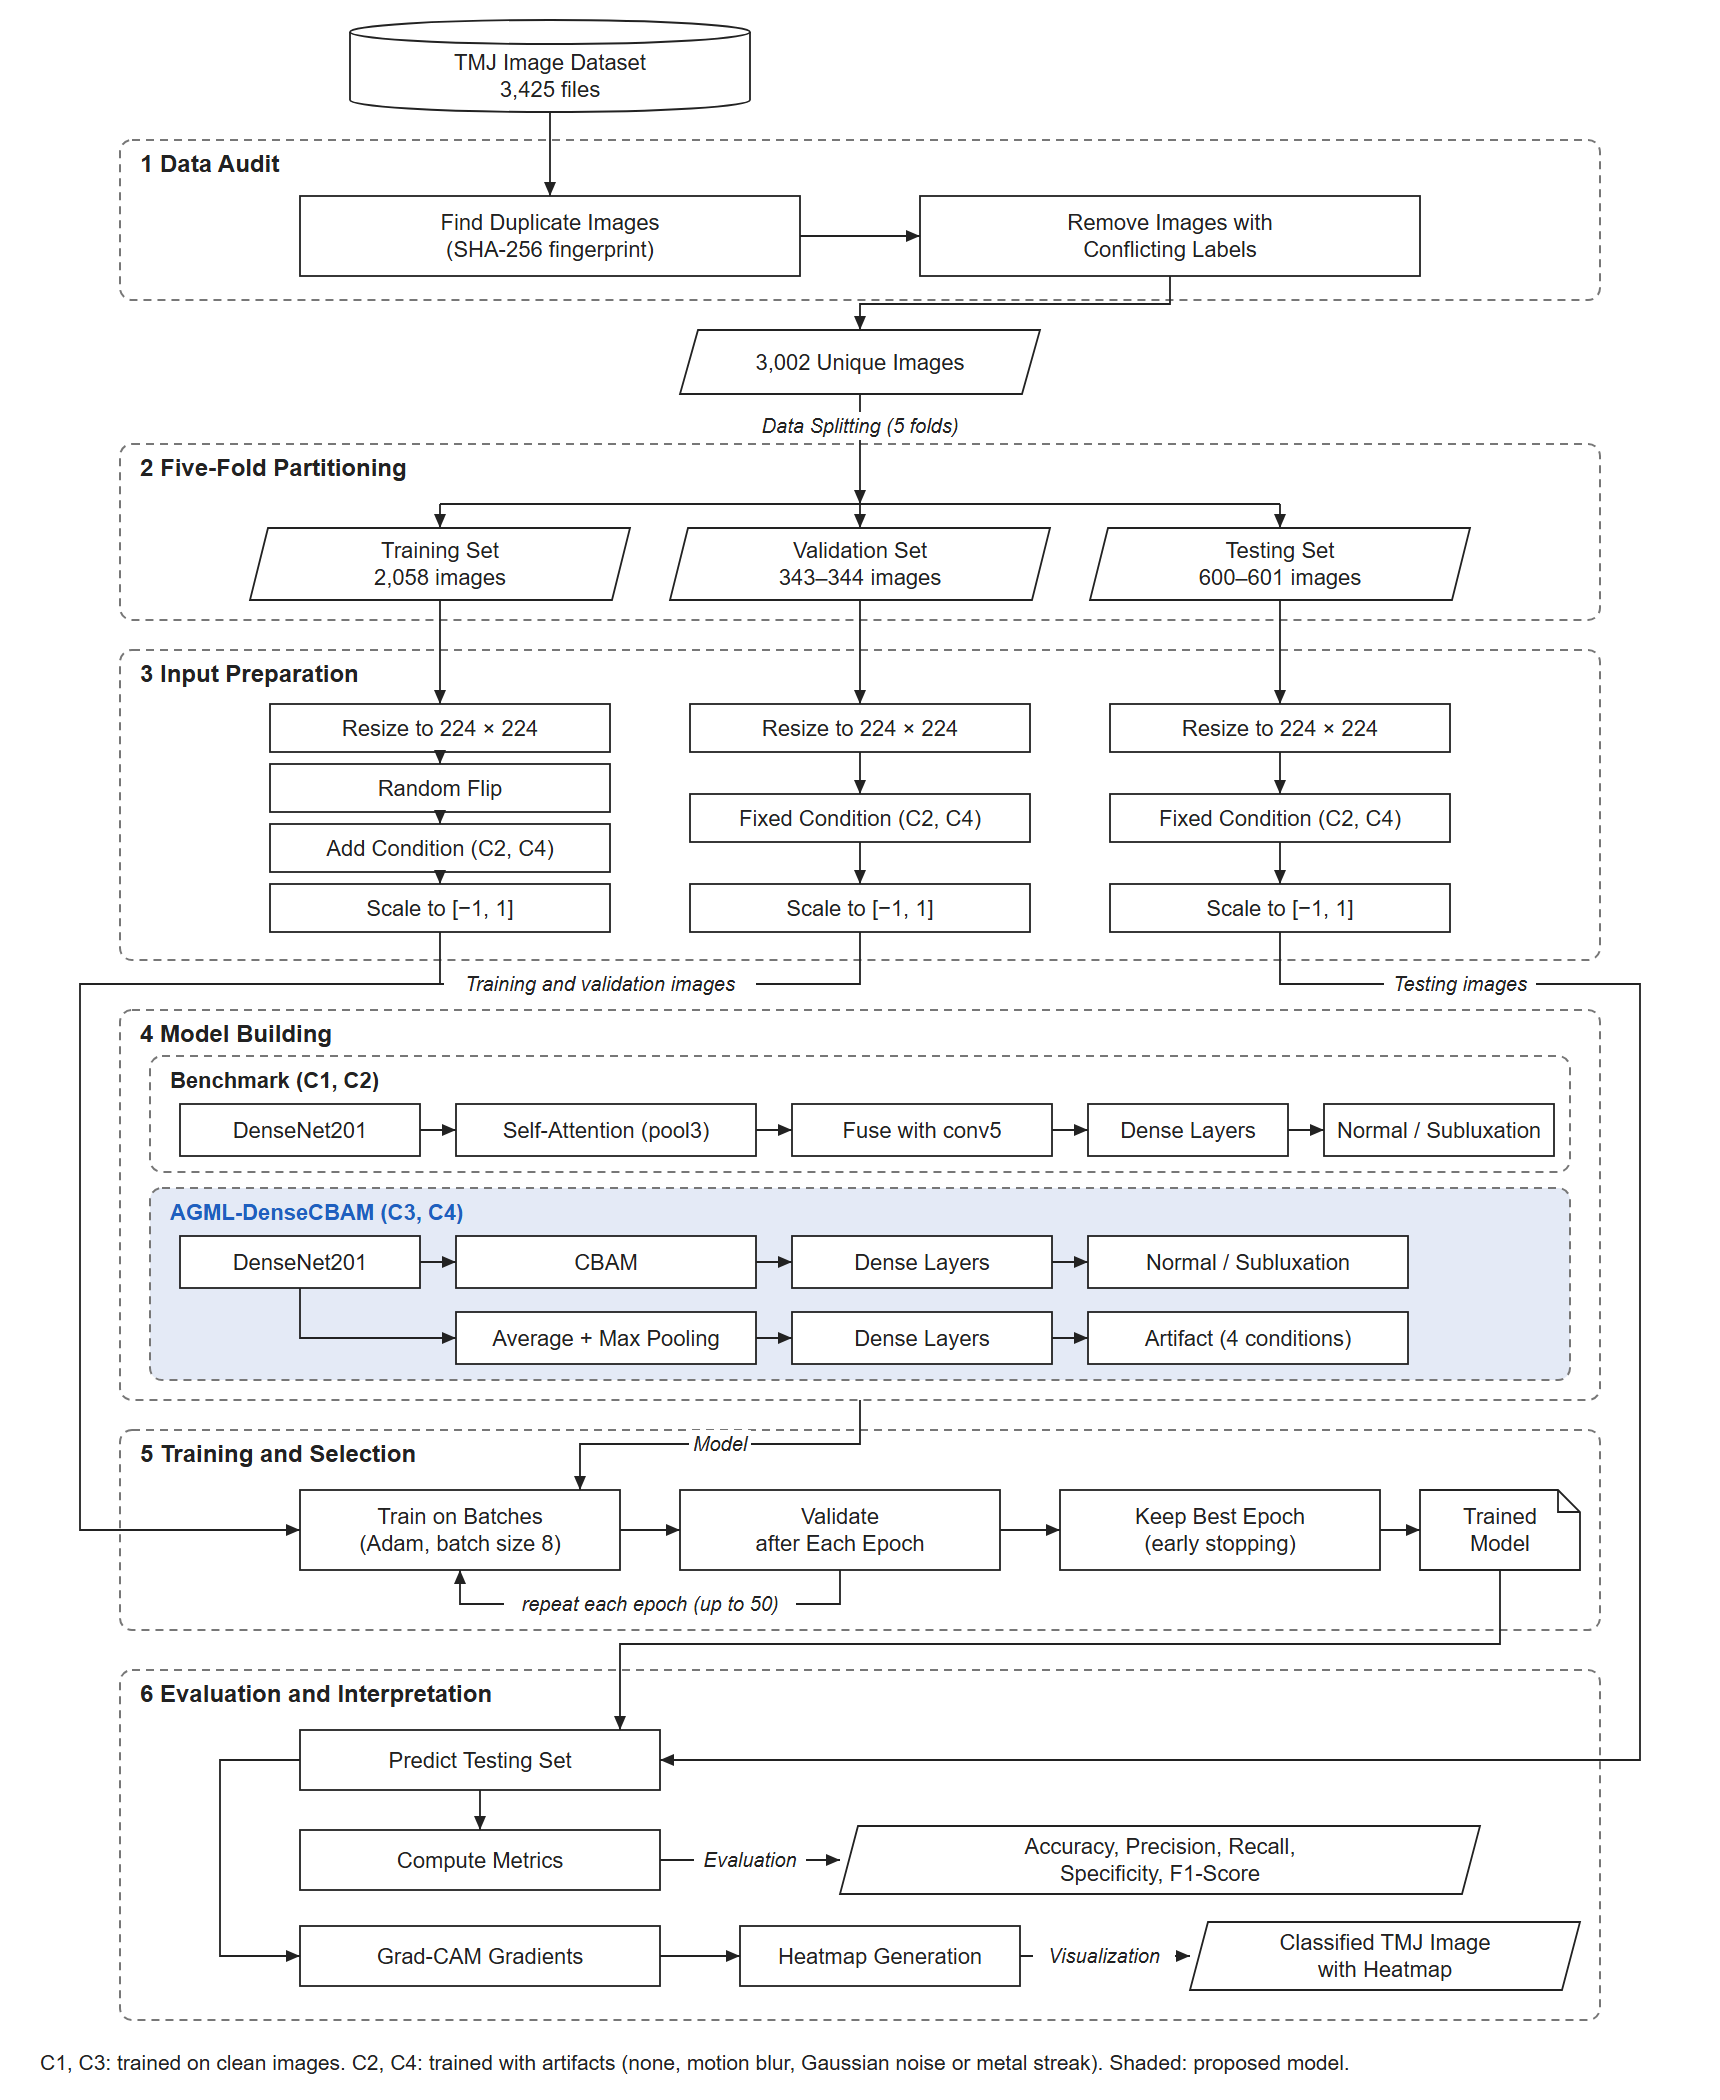 TMJ Image Dataset
3,425 files
1 Data Audit
Find Duplicate Images
(SHA-256 fingerprint)
Remove Images with
Conflicting Labels
3,002 Unique Images
Data Splitting (5 folds)
2 Five-Fold Partitioning
Training Set
2,058 images
Validation Set
343–344 images
Testing Set
600–601 images
3 Input Preparation
Resize to 224 × 224
Random Flip
Add Condition (C2, C4)
Scale to [−1, 1]
Resize to 224 × 224
Fixed Condition (C2, C4)
Scale to [−1, 1]
Resize to 224 × 224
Fixed Condition (C2, C4)
Scale to [−1, 1]
Training and validation images
Testing images
4 Model Building
Benchmark (C1, C2)
DenseNet201
Self-Attention (pool3)
Fuse with conv5
Dense Layers
Normal / Subluxation
AGML-DenseCBAM (C3, C4)
DenseNet201
CBAM
Dense Layers
Normal / Subluxation
Average + Max Pooling
Dense Layers
Artifact (4 conditions)
Model
5 Training and Selection
Train on Batches
(Adam, batch size 8)
Validate
after Each Epoch
Keep Best Epoch
(early stopping)
Trained
Model
repeat each epoch (up to 50)
6 Evaluation and Interpretation
Predict Testing Set
Compute Metrics
Evaluation
Accuracy, Precision, Recall,
Specificity, F1-Score
Grad-CAM Gradients
Heatmap Generation
Visualization
Classified TMJ Image
with Heatmap
C1, C3: trained on clean images. C2, C4: trained with artifacts (none, motion blur, Gaussian noise or metal streak). Shaded: proposed model.